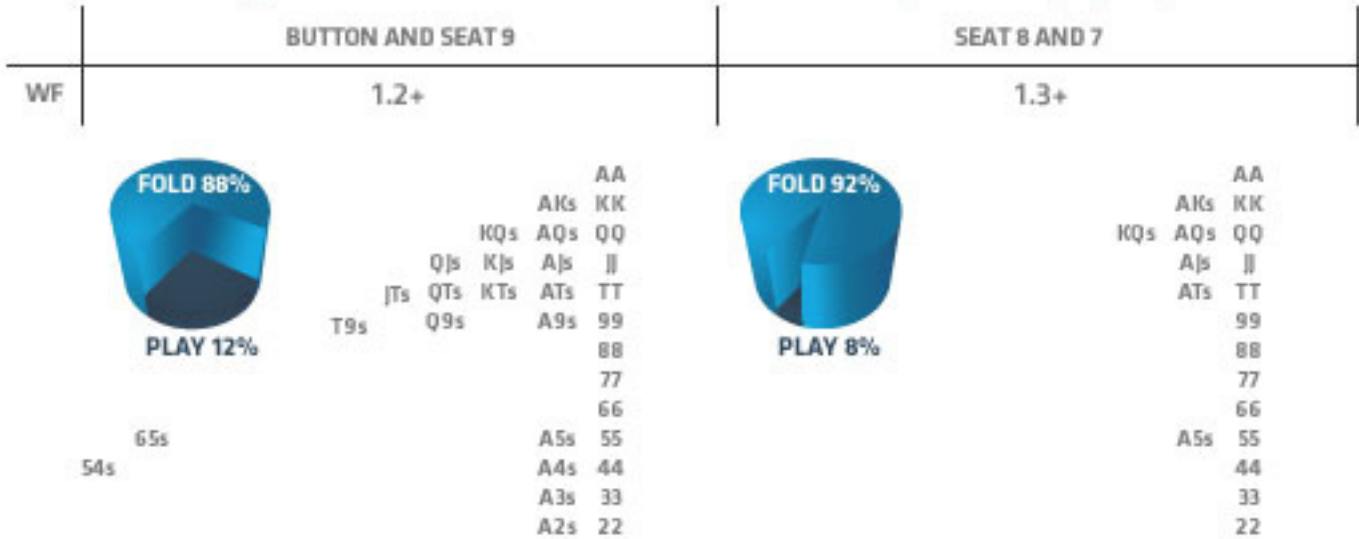 BUTTON AND SEAT 9 SEAT 8 AND 7
WF 1.2+ 1.3+
FOLD 88%
PLAY 12%
AA
AKs KK
KQs AQs QQ
QJs KJs AJs JJ
JTs QTs KTs ATs TT
T9s Q9s A9s 99
88
77
66
65s A5s 55
54s A4s 44
A3s 33
A2s 22
FOLD 92%
PLAY 8%
AA
AKs KK
KQs AQs QQ
AJs JJ
ATs TT
99
88
77
66
A5s 55
44
33
22